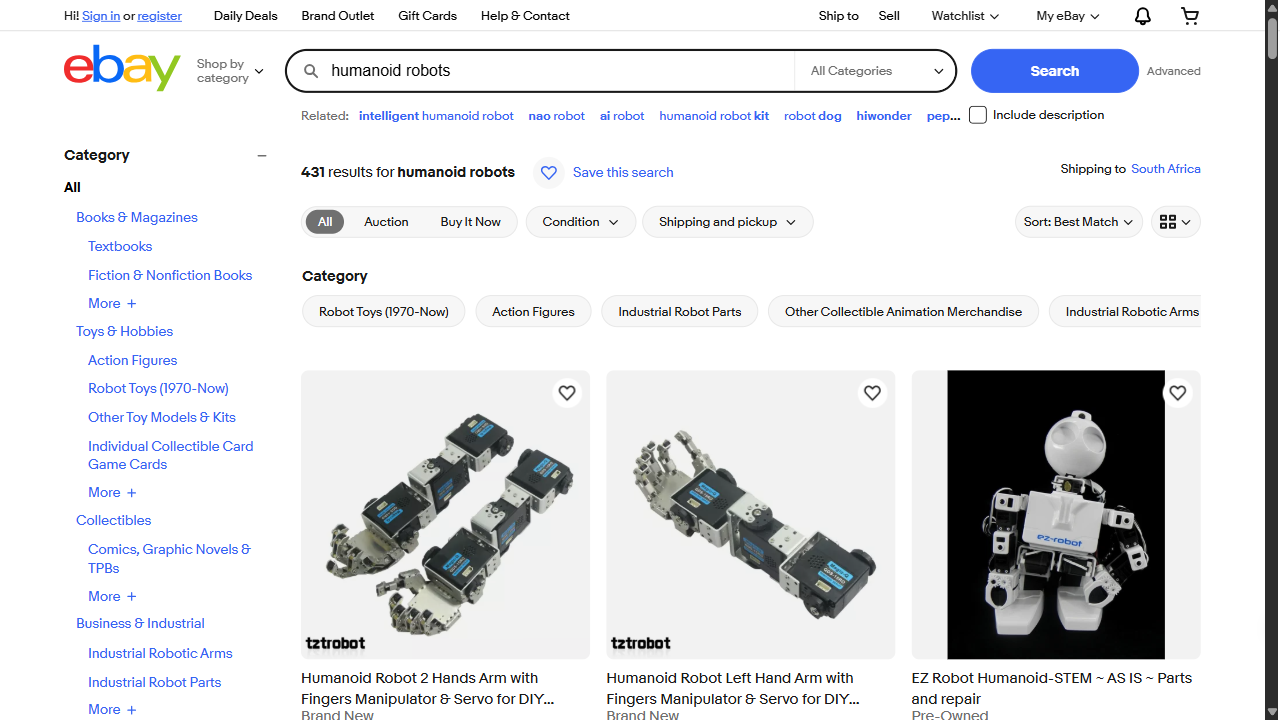 Hi! Sign in or register
Daily Deals
Brand Outlet
Gift Cards
Help & Contact
Ship to
Sell
Watchlist
My eBay
ebay
Shop by category
humanoid robots
All Categories
Search
Advanced
Related: intelligent humanoid robot nao robot ai robot humanoid robot kit robot dog hiwonder pep...
Include description
Category
All
Books & Magazines
Textbooks
Fiction & Nonfiction Books
More +
Toys & Hobbies
Action Figures
Robot Toys (1970-Now)
Other Toy Models & Kits
Individual Collectible Card
Game Cards
More +
Collectibles
Comics, Graphic Novels &
TPBs
More +
Business & Industrial
Industrial Robotic Arms
Industrial Robot Parts
More +
431 results for humanoid robots
Save this search
Shipping to South Africa
All
Auction
Buy It Now
Condition
Shipping and pickup
Sort: Best Match
Category
Robot Toys (1970-Now)
Action Figures
Industrial Robot Parts
Other Collectible Animation Merchandise
Industrial Robotic Arms
tztrobot
Humanoid Robot 2 Hands Arm with
Fingers Manipulator & Servo for DIY...
Brand New
tztrobot
Humanoid Robot Left Hand Arm with
Fingers Manipulator & Servo for DIY...
Brand New
ez-robot
EZ Robot Humanoid-STEM ~ AS IS ~ Parts
and repair
Pre-Owned